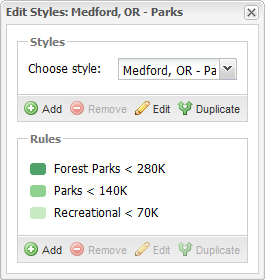 Edit Styles: Medford, OR - Parks
Styles
Choose style: Medford, OR - Pa
Add Remove Edit Duplicate
Rules
Forest Parks < 280K
Parks < 140K
Recreational < 70K
Add Remove Edit Duplicate